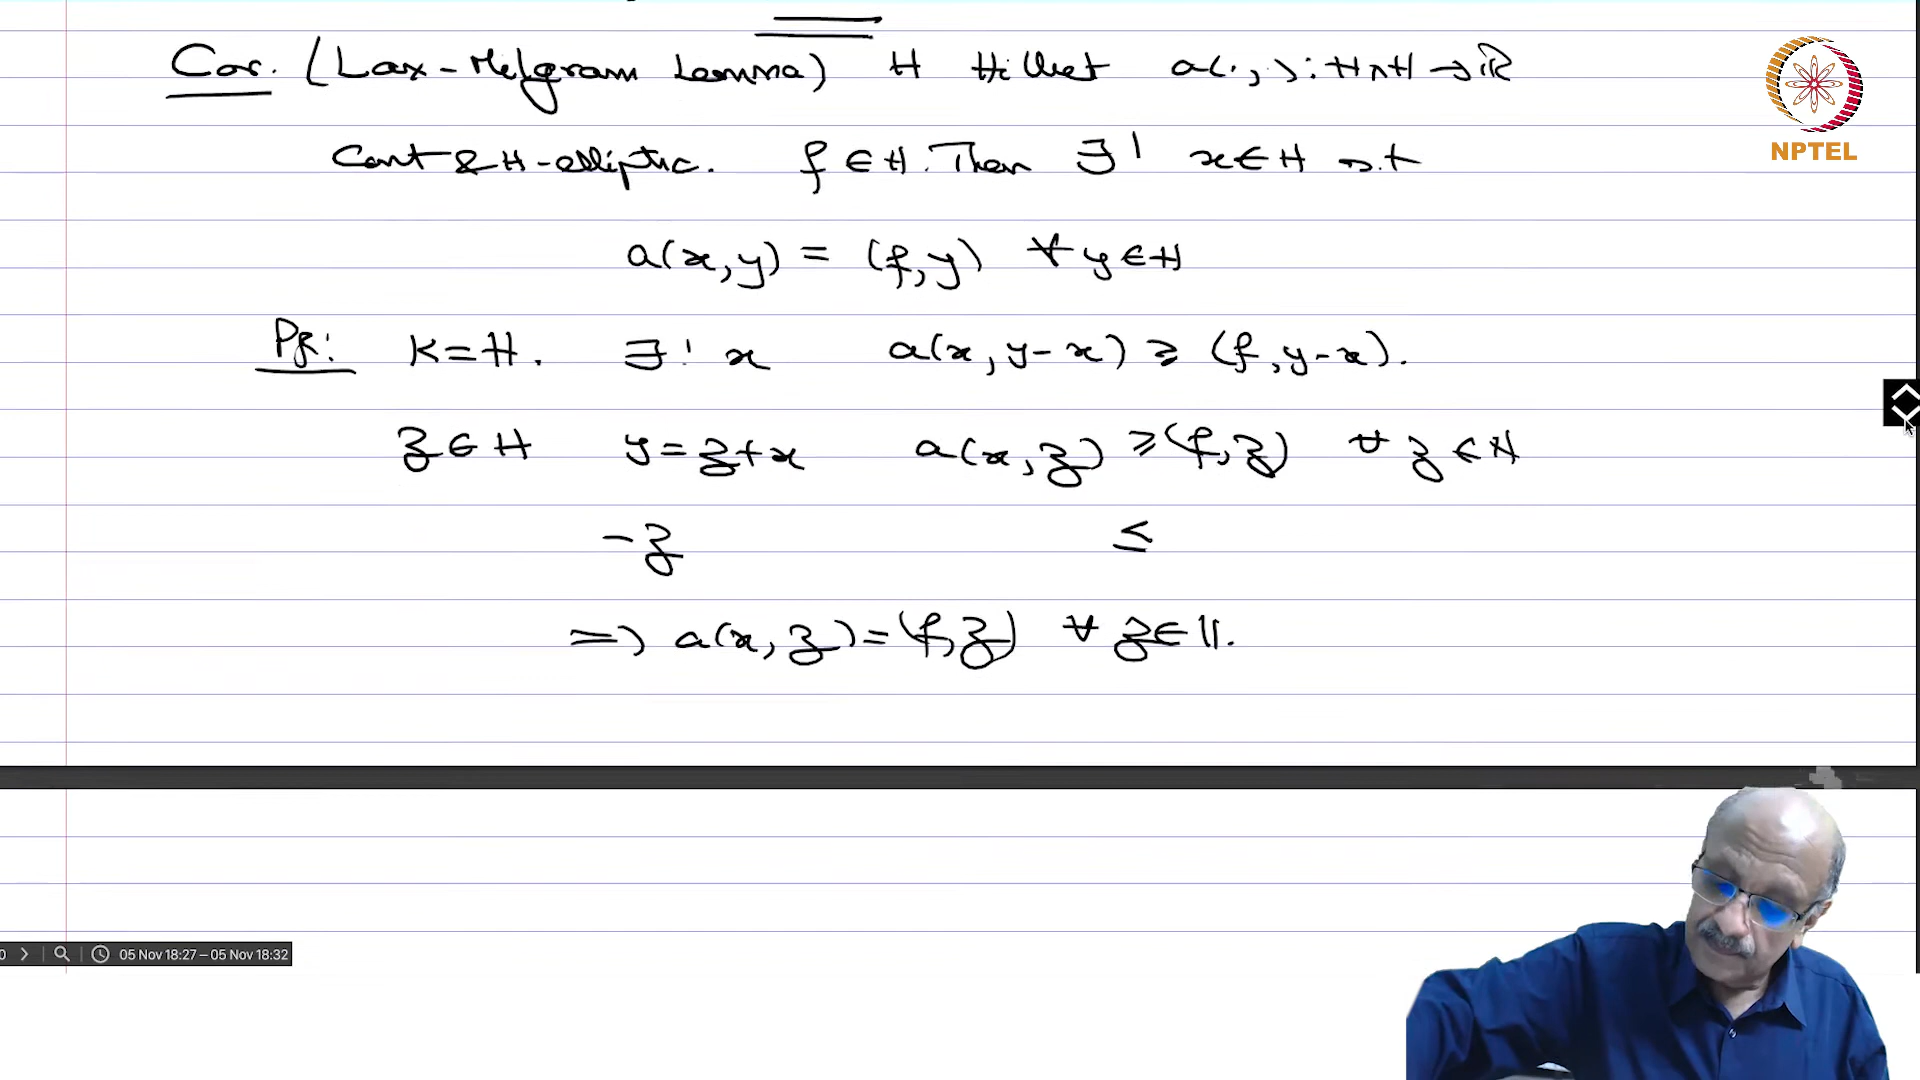 Cor. (Lax-Milgram Lemma) H Hilbert a(.,.): H×H → ℝ
NPTEL
Cont & H-elliptic. f ∈ H. Then ∃! x ∈ H s.t
a(x,y) = (f,y) ∀ y ∈ H
Pf: K = H. ∃! x a(x, y-x) ≥ (f, y-x).
z ∈ H y = z+x a(x, z) ≥ (f, z) ∀ z ∈ H
-z ≤
⇒ a(x, z) = (f, z) ∀ z ∈ H.
05 Nov 18:27 – 05 Nov 18:32